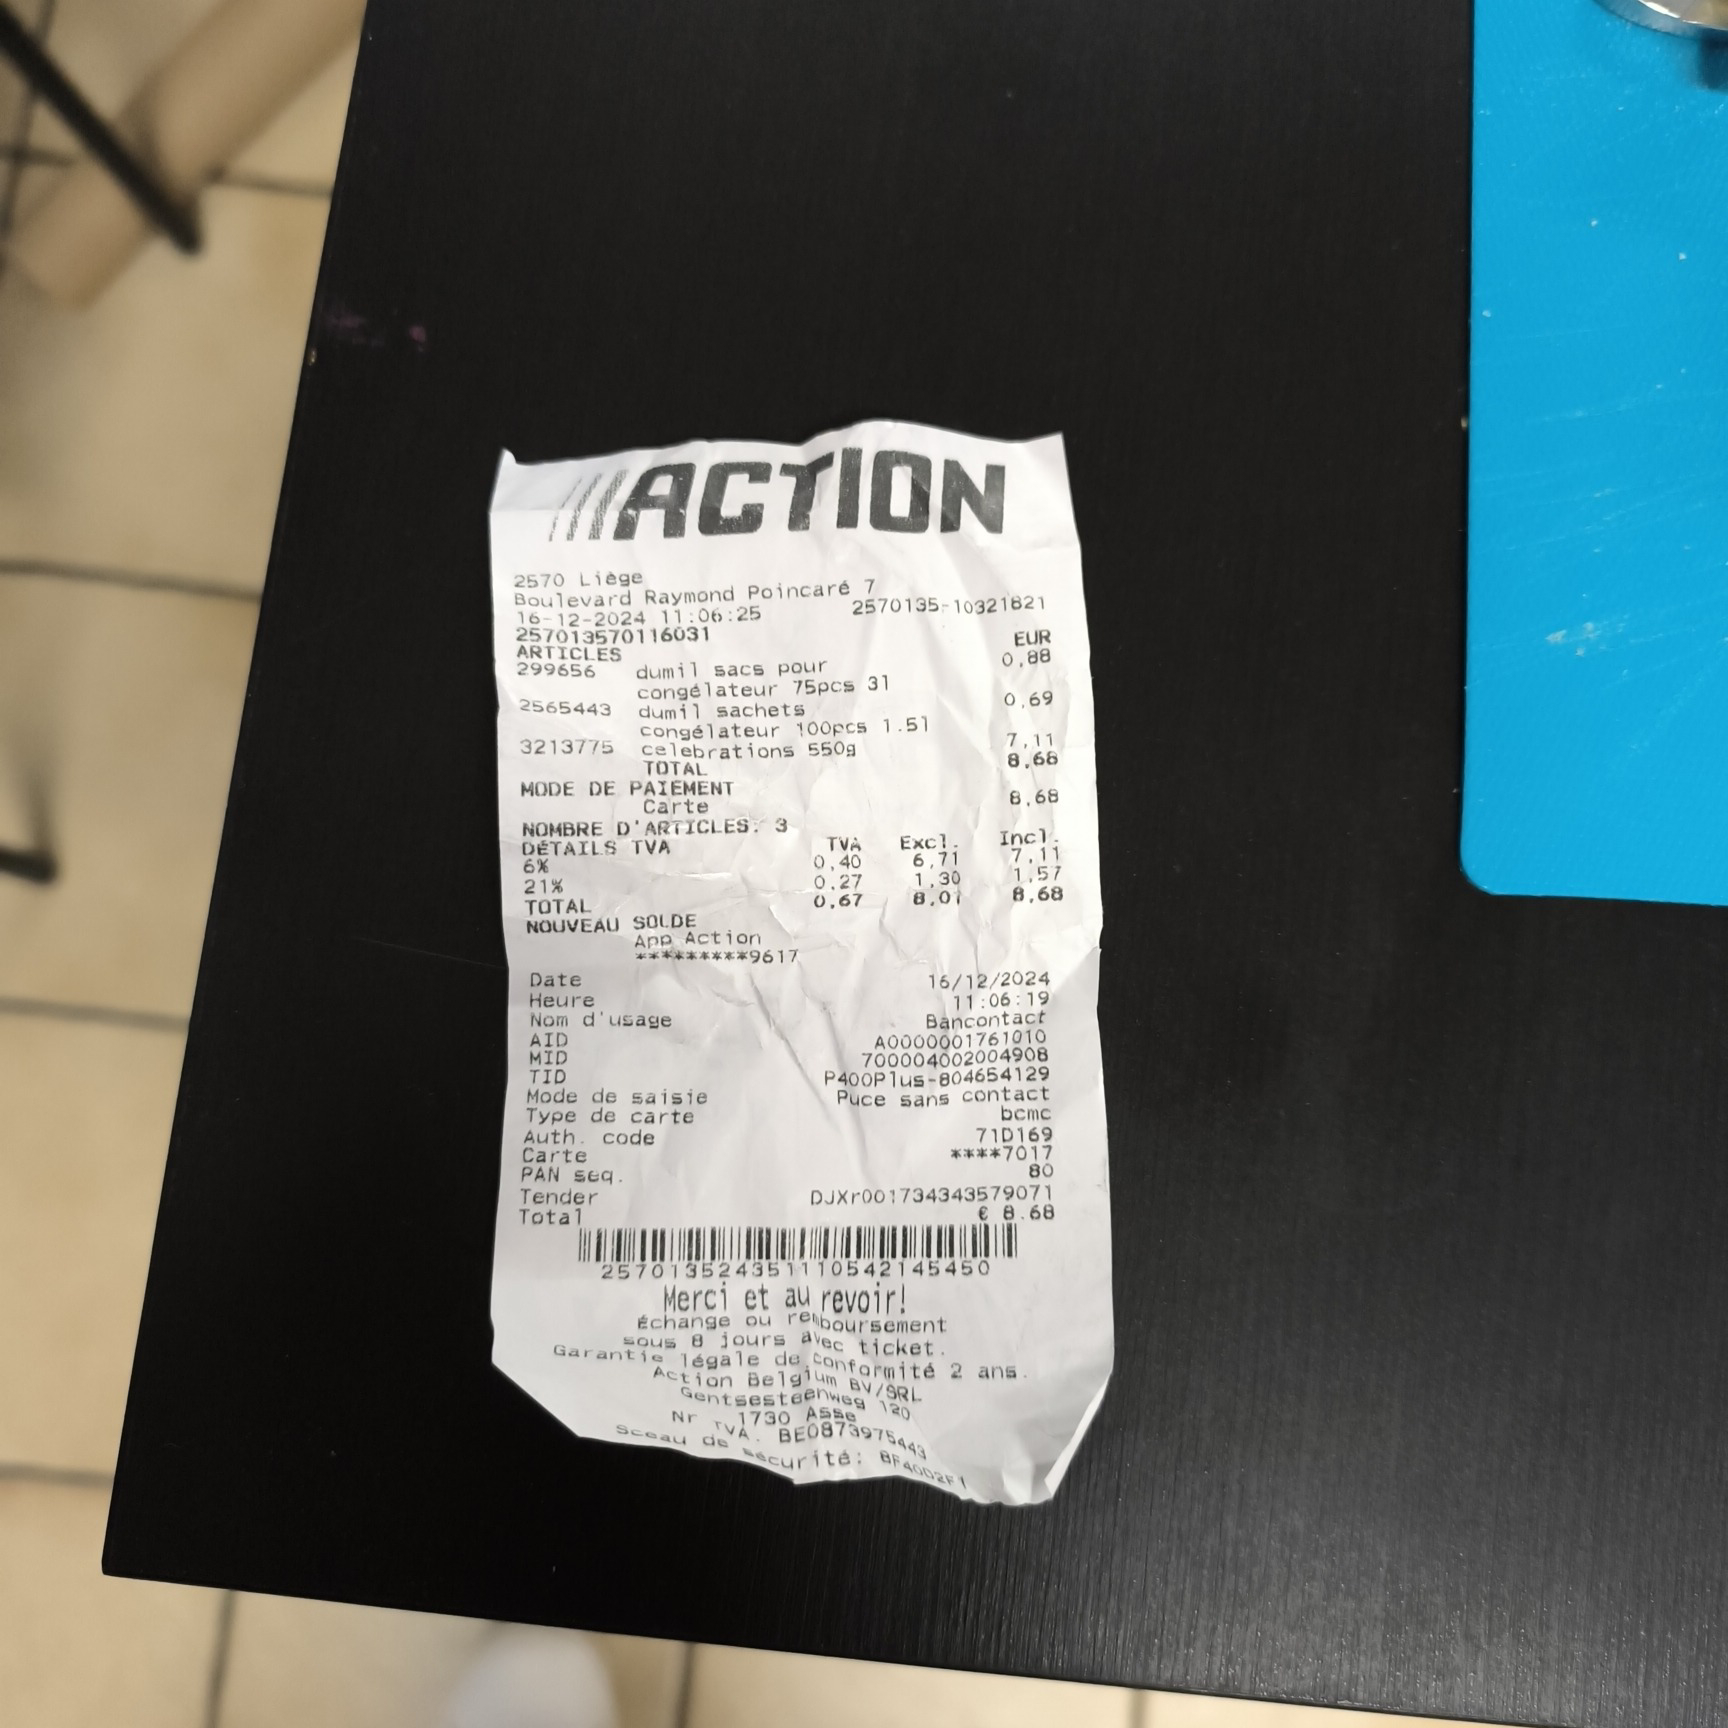 ACTION
2570 Liège
Boulevard Raymond Poincaré 7
16-12-2024 11:06:25 2570135-10321821
257013570116031 EUR
ARTICLES
299656 dumil sacs pour 0,88
congélateur 75pcs 3l
2565443 dumil sachets 0,69
congélateur 100pcs 1.5l
3213775 celebrations 550g 7,11
TOTAL 8,68
MODE DE PAIEMENT
Carte 8,68
NOMBRE D'ARTICLES: 3
DÉTAILS TVA TVA Excl. Incl.
6% 0,40 6,71 7,11
21% 0,27 1,30 1,57
TOTAL 0,67 8,01 8,68
NOUVEAU SOLDE
App Action
*********9617
Date 16/12/2024
Heure 11:06:19
Nom d'usage Bancontact
AID A0000001761010
MID 700004002004908
TID P400Plus-804654129
Mode de saisie Puce sans contact
Type de carte bcmc
Auth. code 71D169
Carte ****7017
PAN seq. 80
Tender DJXr001734343579071
Total € 8.68
2570135243511110542145450
Merci et au revoir!
Échange ou remboursement
sous 8 jours avec ticket.
Garantie légale de conformité 2 ans.
Action Belgium BV/SRL
Gentsesteenweg 120
1730 Asse
Nr TVA. BE0873975443
Sceau de sécurité: 8F40D2F1